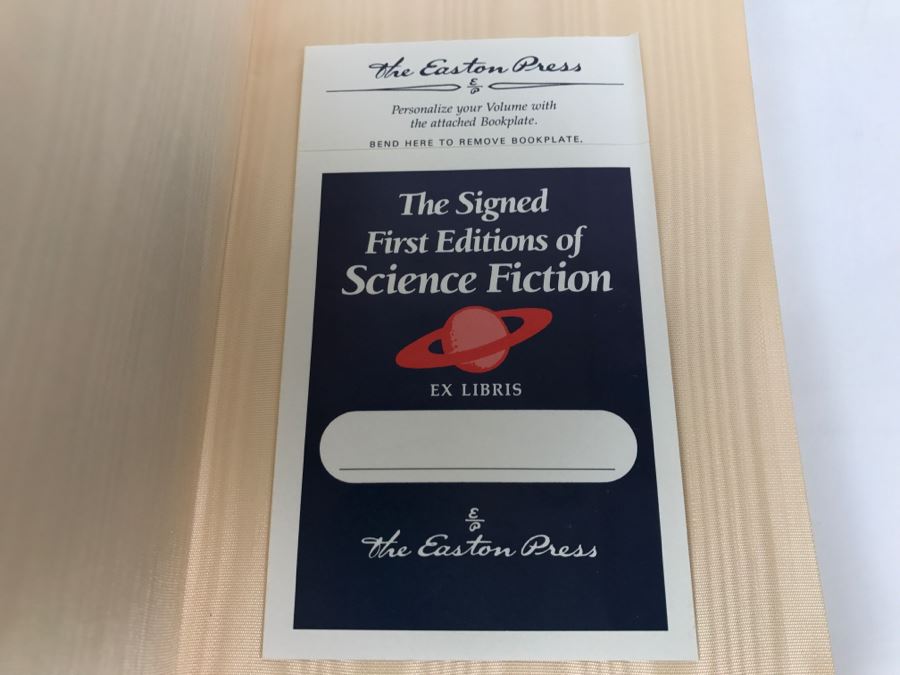 The Easton Press
E
P
Personalize your Volume with
the attached Bookplate.
BEND HERE TO REMOVE BOOKPLATE.
The Signed
First Editions of
Science Fiction
EX LIBRIS
E
P
The Easton Press